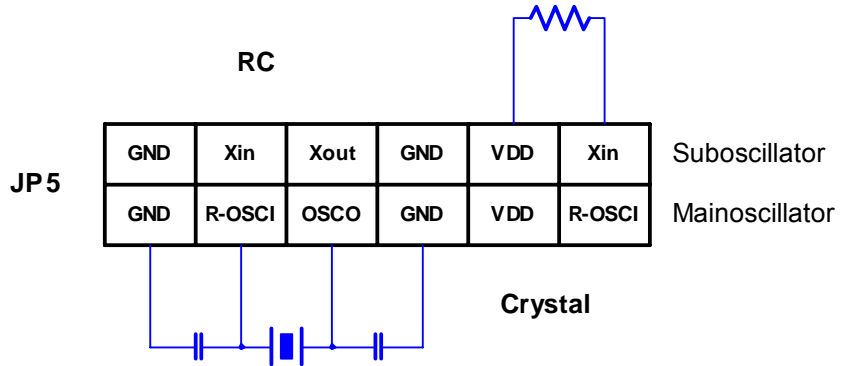 RC
JP5
GND Xin Xout GND VDD Xin Suboscillator
GND R-OSCI OSCO GND VDD R-OSCI Mainoscillator
Crystal